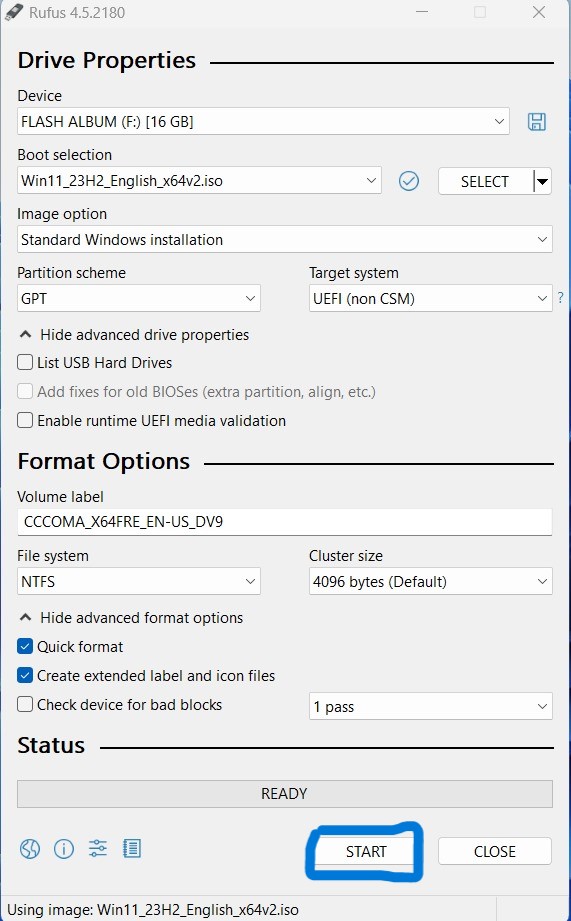 Rufus 4.5.2180
Drive Properties
Device
FLASH ALBUM (F:) [16 GB]
Boot selection
Win11_23H2_English_x64v2.iso
SELECT
Image option
Standard Windows installation
Partition scheme
Target system
GPT
UEFI (non CSM)
?
Hide advanced drive properties
List USB Hard Drives
Add fixes for old BIOSes (extra partition, align, etc.)
Enable runtime UEFI media validation
Format Options
Volume label
CCCOMA_X64FRE_EN-US_DV9
File system
Cluster size
NTFS
4096 bytes (Default)
Hide advanced format options
Quick format
Create extended label and icon files
Check device for bad blocks
1 pass
Status
READY
START
CLOSE
Using image: Win11_23H2_English_x64v2.iso